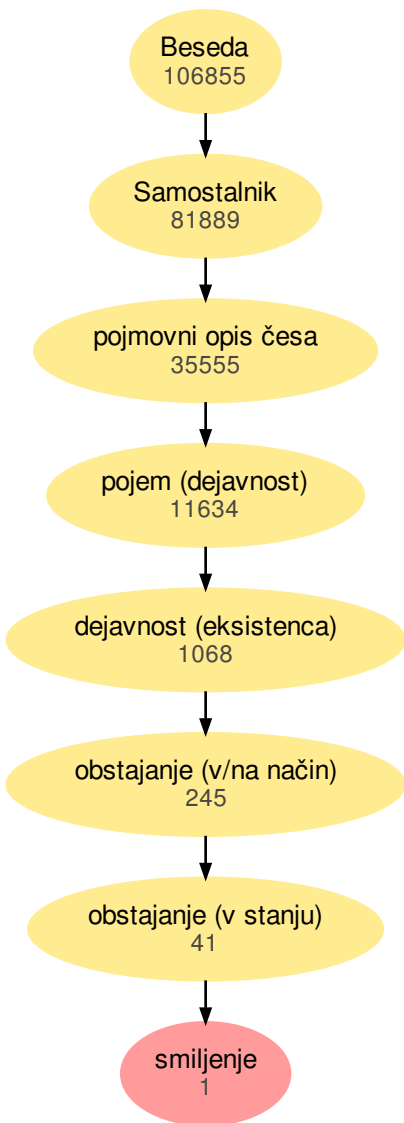 Beseda
106855
Samostalnik
81889
pojmovni opis česa
35555
pojem (dejavnost)
11634
dejavnost (eksistenca)
1068
obstajanje (v/na način)
245
obstajanje (v stanju)
41
smiljenje
1